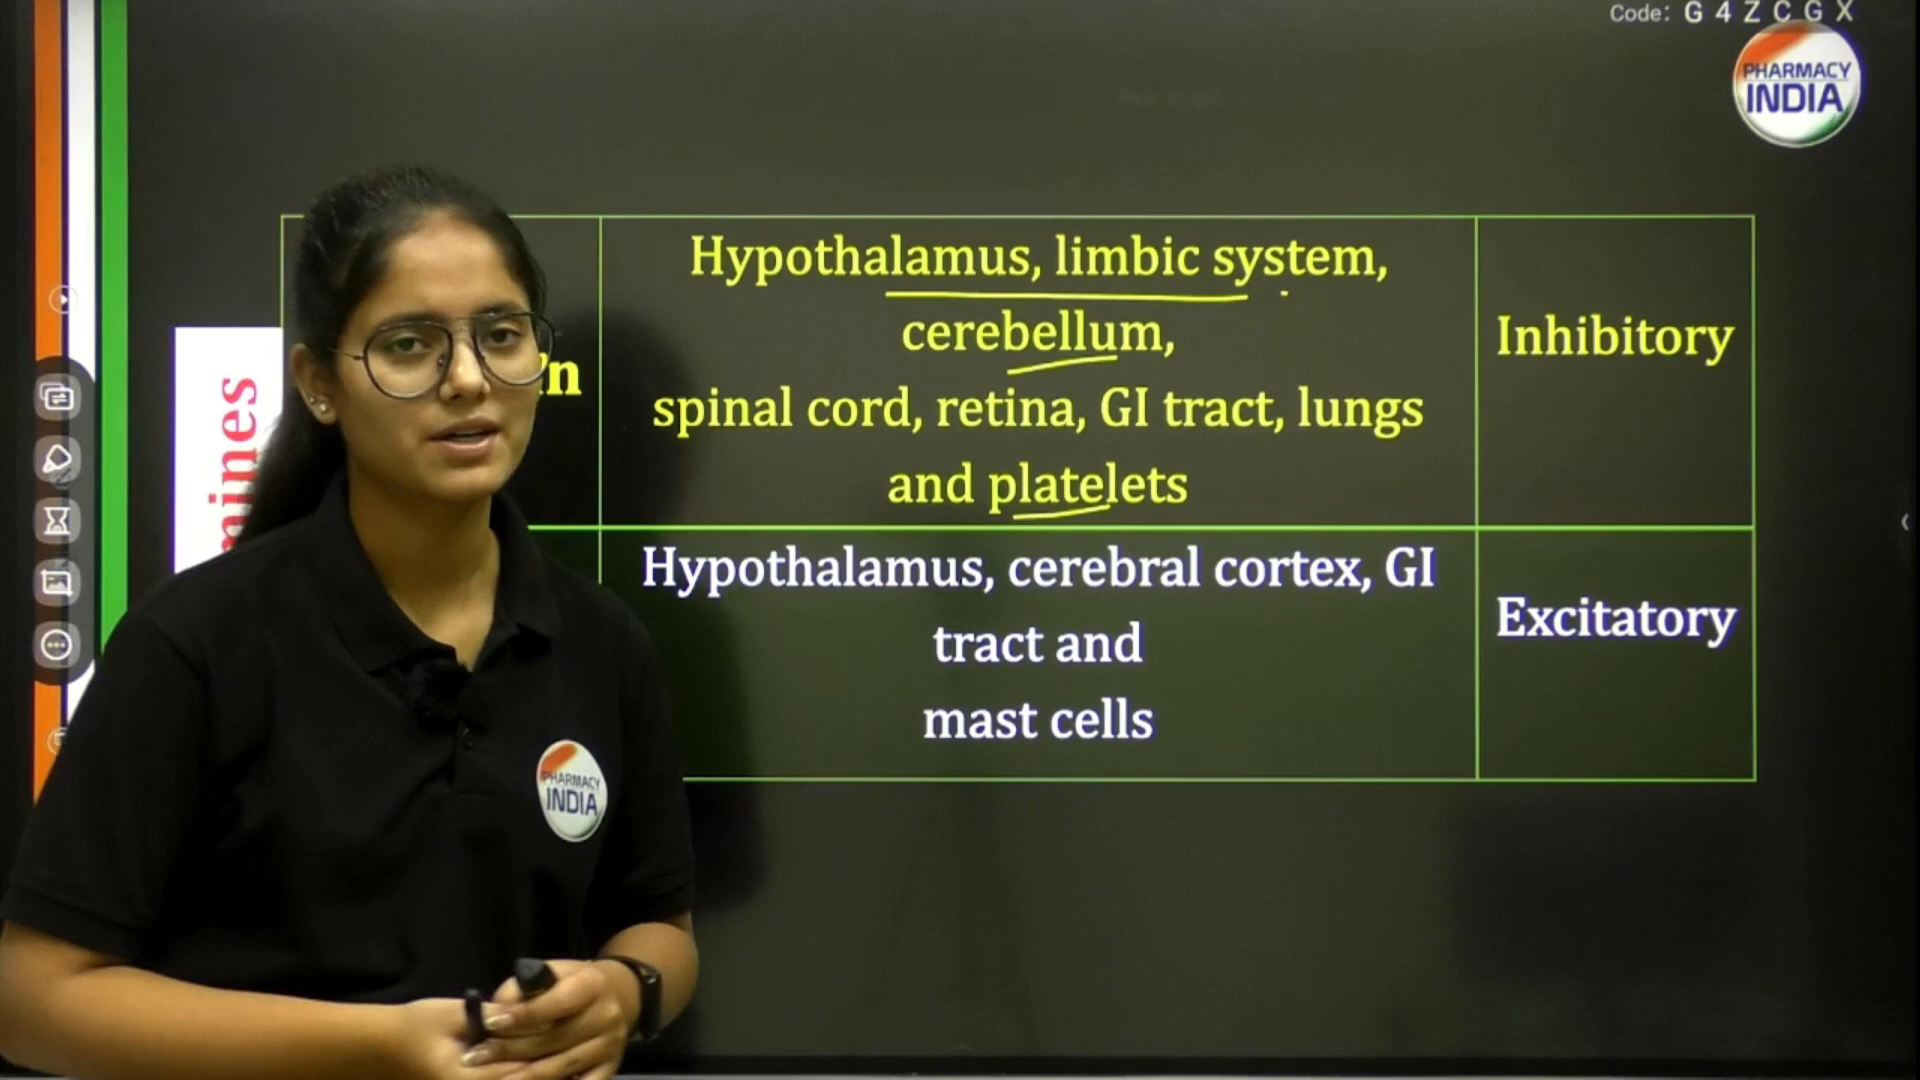 Code: G 4 Z C G X
PHARMACY
INDIA
Hypothalamus, limbic system,
cerebellum,
spinal cord, retina, GI tract, lungs
and platelets
Inhibitory
Hypothalamus, cerebral cortex, GI
tract and
mast cells
Excitatory
PHARMACY
INDIA